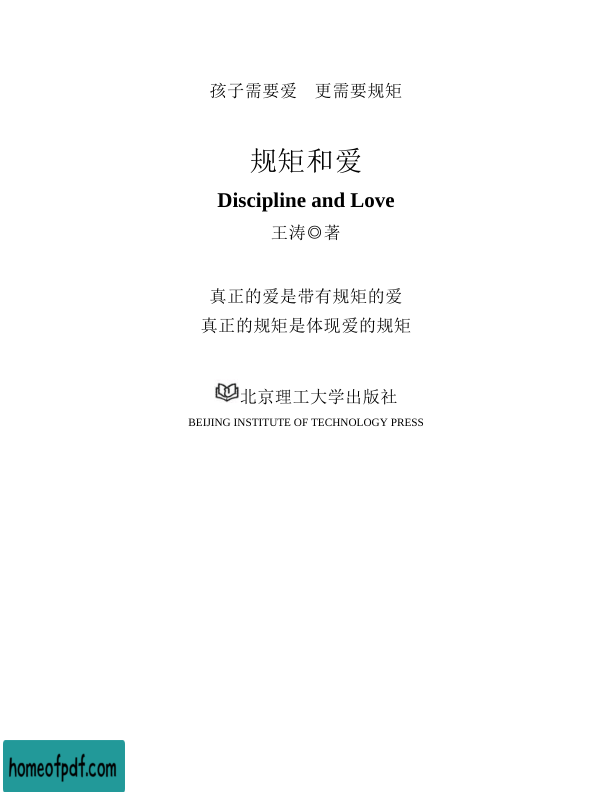 孩子需要爱　更需要规矩
规矩和爱
Discipline and Love
王涛◎著
真正的爱是带有规矩的爱
真正的规矩是体现爱的规矩
北京理工大学出版社
BEIJING INSTITUTE OF TECHNOLOGY PRESS
homeofpdf.com